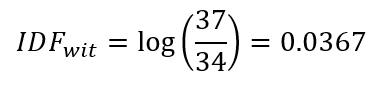 IDF_wit = log(37/34) = 0.0367